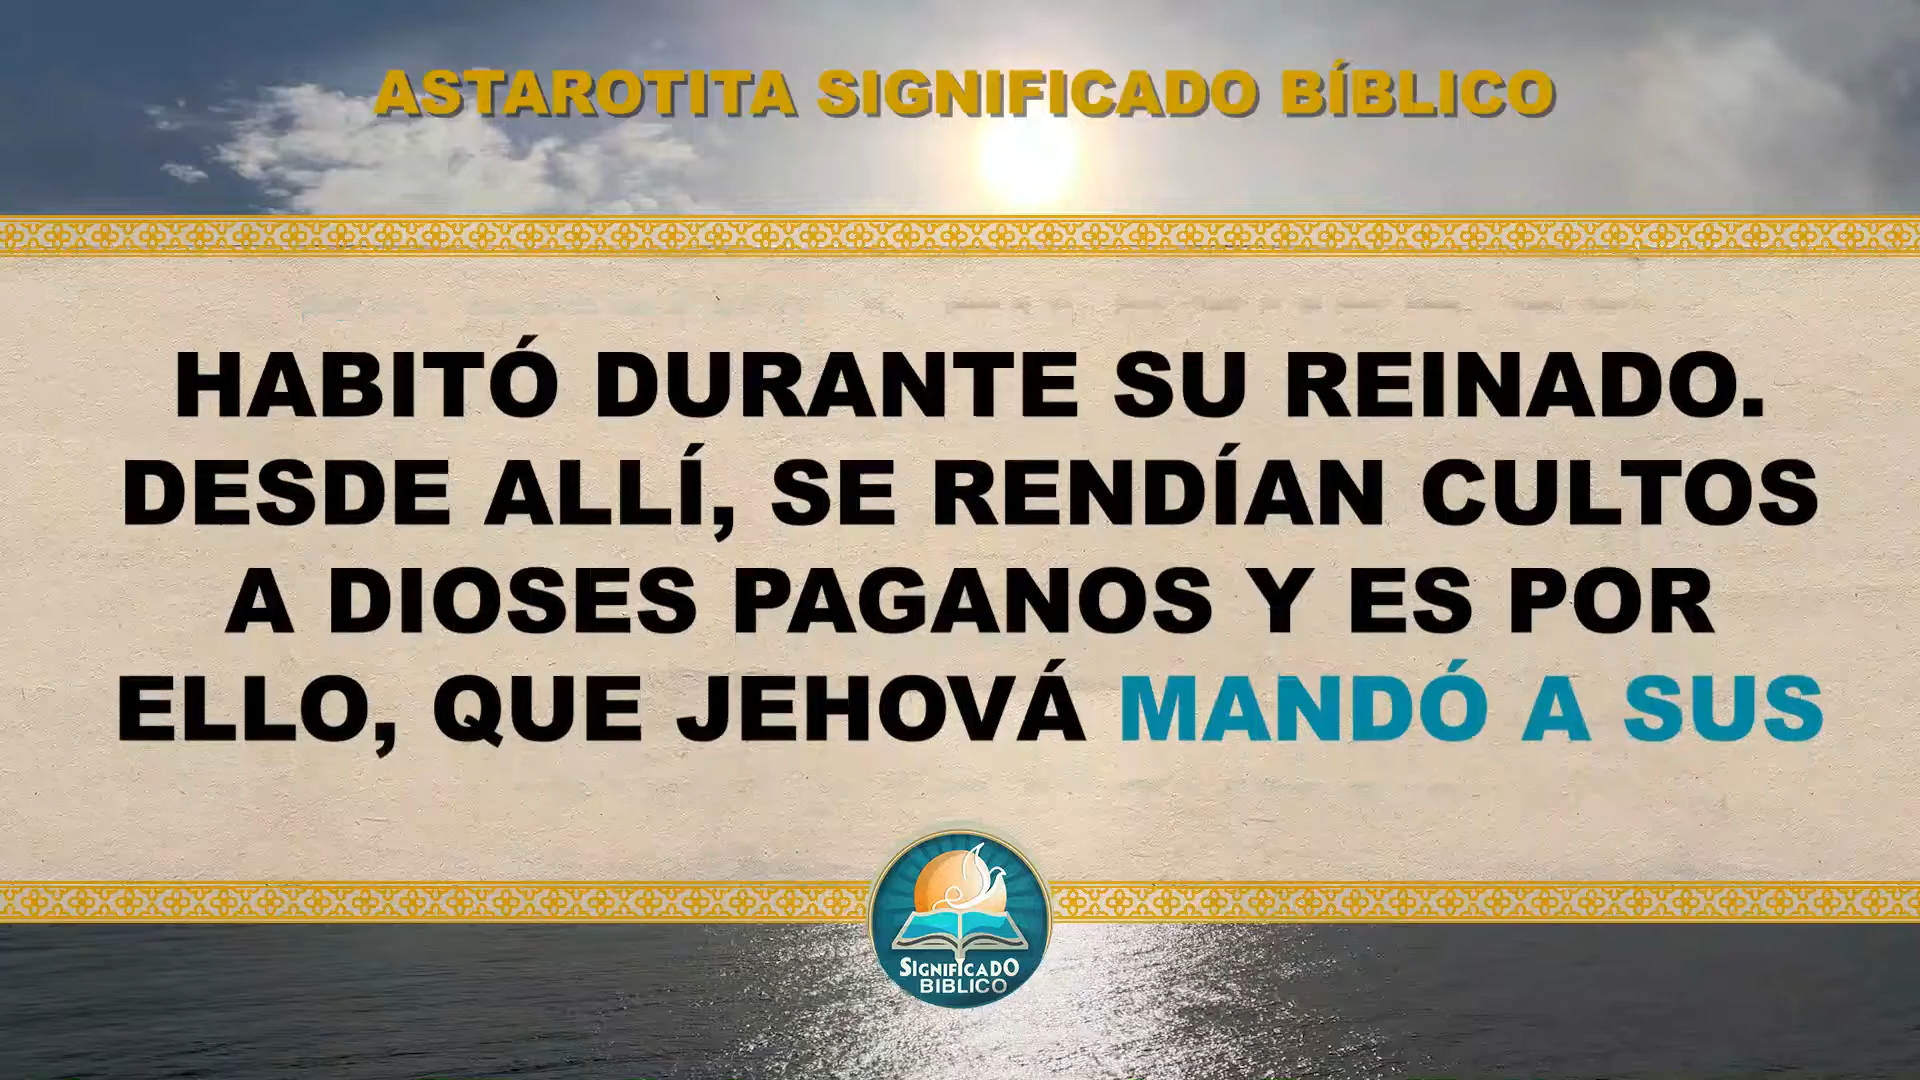 ASTAROTITA SIGNIFICADO BÍBLICO
HABITÓ DURANTE SU REINADO.
DESDE ALLÍ, SE RENDÍAN CULTOS
A DIOSES PAGANOS Y ES POR
ELLO, QUE JEHOVÁ MANDÓ A SUS
SIGNIFICADO
BIBLICO